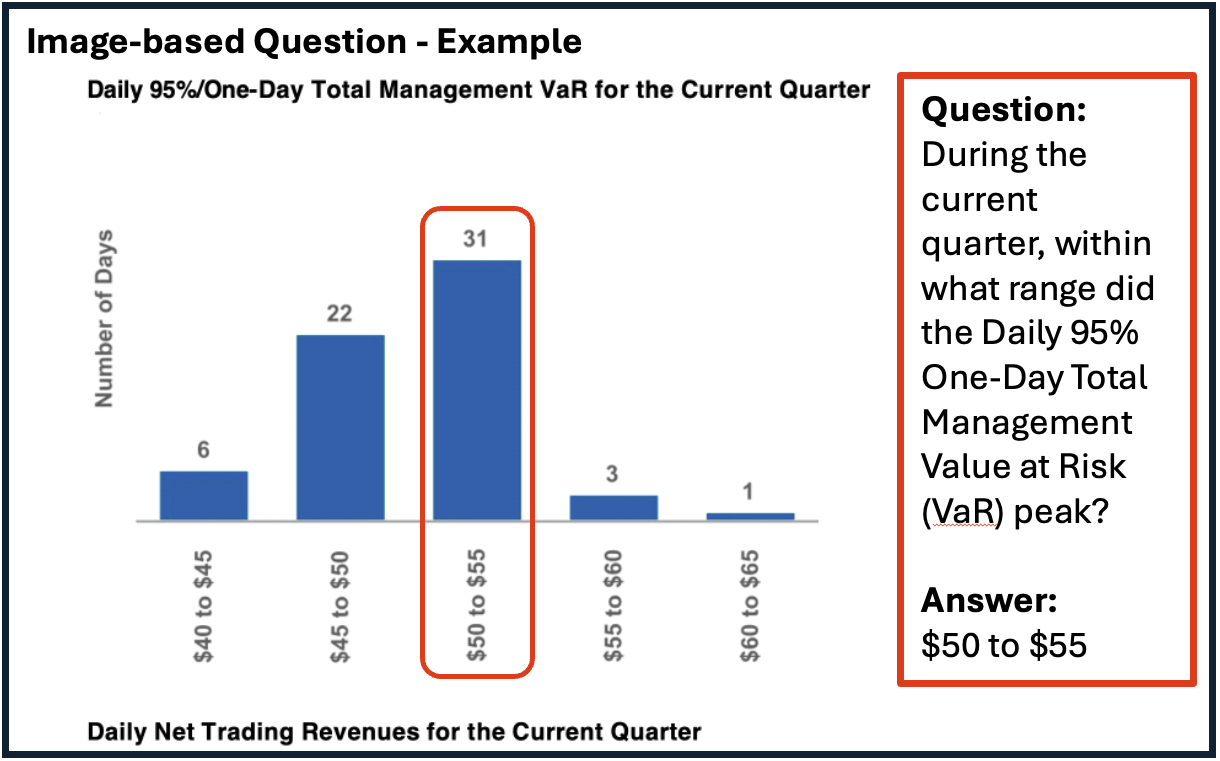 Image-based Question - Example
Daily 95%/One-Day Total Management VaR for the Current Quarter
Number of Days
6
22
31
3
1
$40 to $45
$45 to $50
$50 to $55
$55 to $60
$60 to $65
Daily Net Trading Revenues for the Current Quarter
Question:
During the
current
quarter, within
what range did
the Daily 95%
One-Day Total
Management
Value at Risk
(VaR) peak?
Answer:
$50 to $55